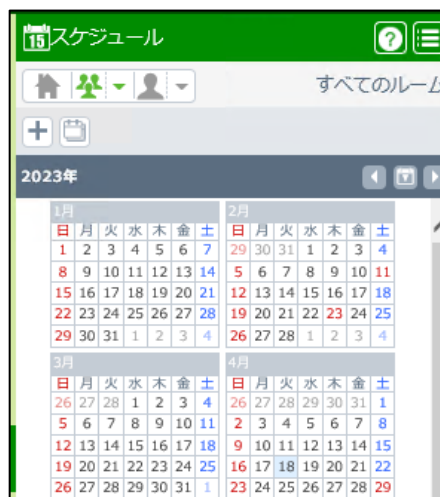 15 スケジュール ?
すべてのルーム
2023年
1月 2月
日 月 火 水 木 金 土 日 月 火 水 木 金 土
1 2 3 4 5 6 7 29 30 31 1 2 3 4
8 9 10 11 12 13 14 5 6 7 8 9 10 11
15 16 17 18 19 20 21 12 13 14 15 16 17 18
22 23 24 25 26 27 28 19 20 21 22 23 24 25
29 30 31 1 2 3 4 26 27 28 1 2 3 4
3月 4月
日 月 火 水 木 金 土 日 月 火 水 木 金 土
26 27 28 1 2 3 4 26 27 28 29 30 31 1
5 6 7 8 9 10 11 2 3 4 5 6 7 8
12 13 14 15 16 17 18 9 10 11 12 13 14 15
19 20 21 22 23 24 25 16 17 18 19 20 21 22
26 27 28 29 30 31 1 23 24 25 26 27 28 29